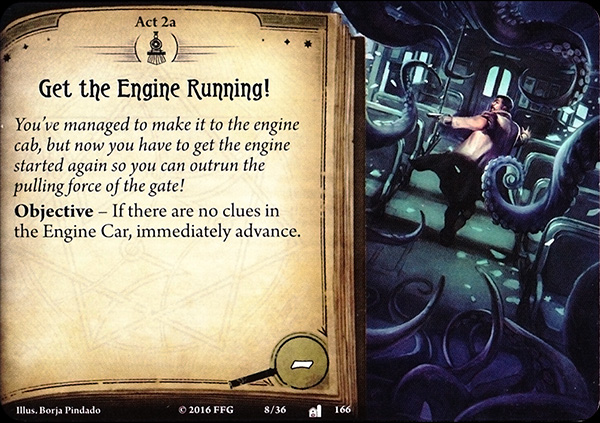 Act 2a
Get the Engine Running!
You've managed to make it to the engine
cab, but now you have to get the engine
started again so you can outrun the
pulling force of the gate!
Objective – If there are no clues in
the Engine Car, immediately advance.
–
Illus. Borja Pindado
© 2016 FFG
8/36
166